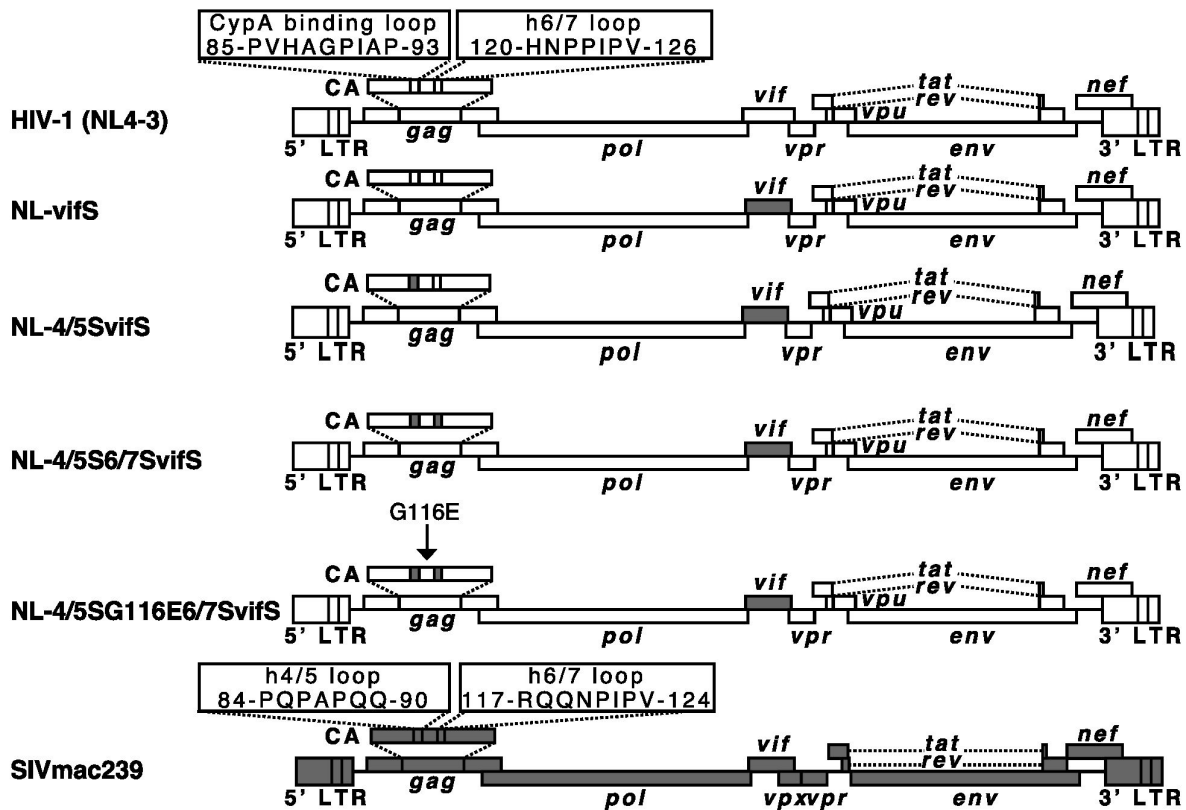 CypA binding loop
85-PVHAGPIAP-93
h6/7 loop
120-HNPPIPV-126
HIV-1 (NL4-3)
CA
gag
pol
vif
vpr
vpu
tat
rev
env
nef
5' LTR
3' LTR
NL-vifS
CA
gag
pol
vif
vpr
vpu
tat
rev
env
nef
5' LTR
3' LTR
NL-4/5SvifS
CA
gag
pol
vif
vpr
vpu
tat
rev
env
nef
5' LTR
3' LTR
NL-4/5S6/7SvifS
CA
gag
pol
vif
vpr
vpu
tat
rev
env
nef
5' LTR
3' LTR
G116E
NL-4/5SG116E6/7SvifS
CA
gag
pol
vif
vpr
vpu
tat
rev
env
nef
5' LTR
3' LTR
h4/5 loop
84-PQPAPQQ-90
h6/7 loop
117-RQQNPIPV-124
SIVmac239
CA
gag
pol
vif
vpxvpr
tat
rev
env
nef
5' LTR
3' LTR